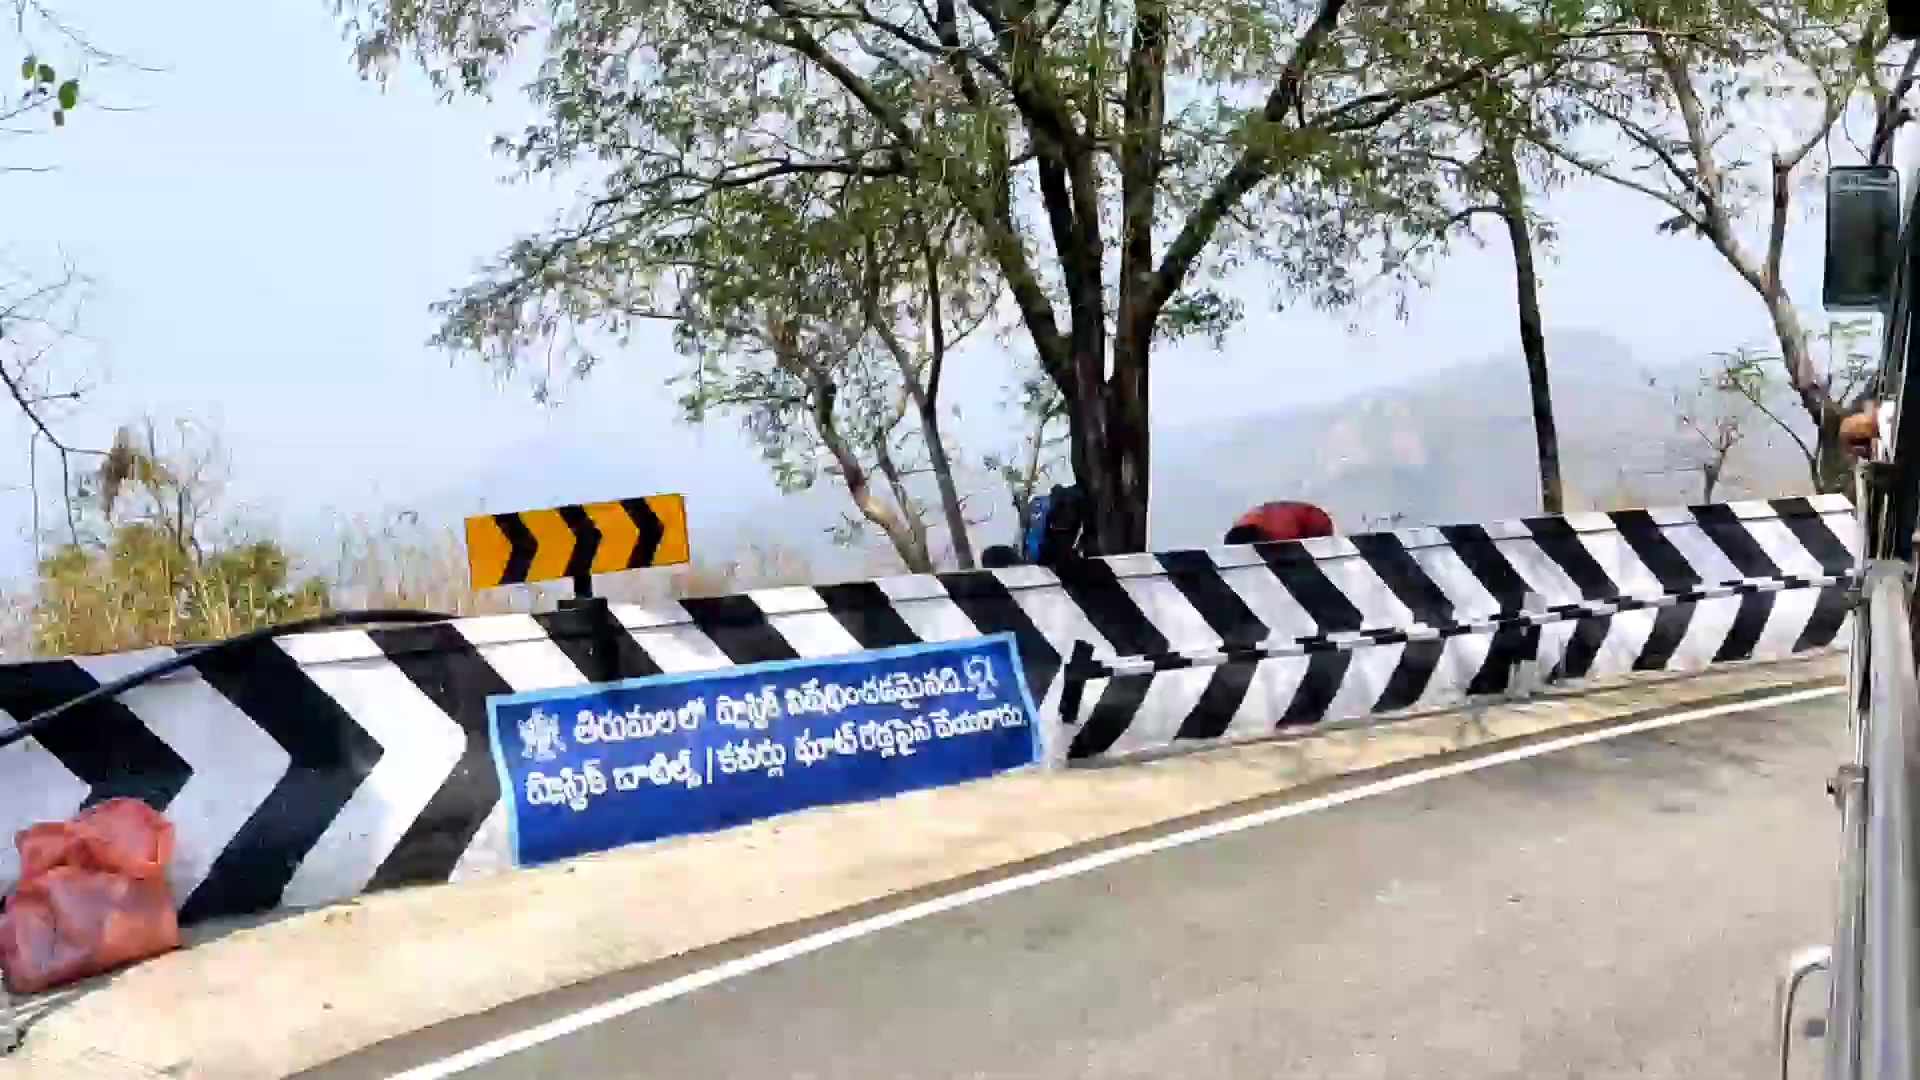 తిరుమలలో ప్లాస్టిక్ నిషేధించడమైనది..
ప్లాస్టిక్ బాటిల్స్ / కవర్లు ఘాట్ రోడ్లపైన వేయరాదు.